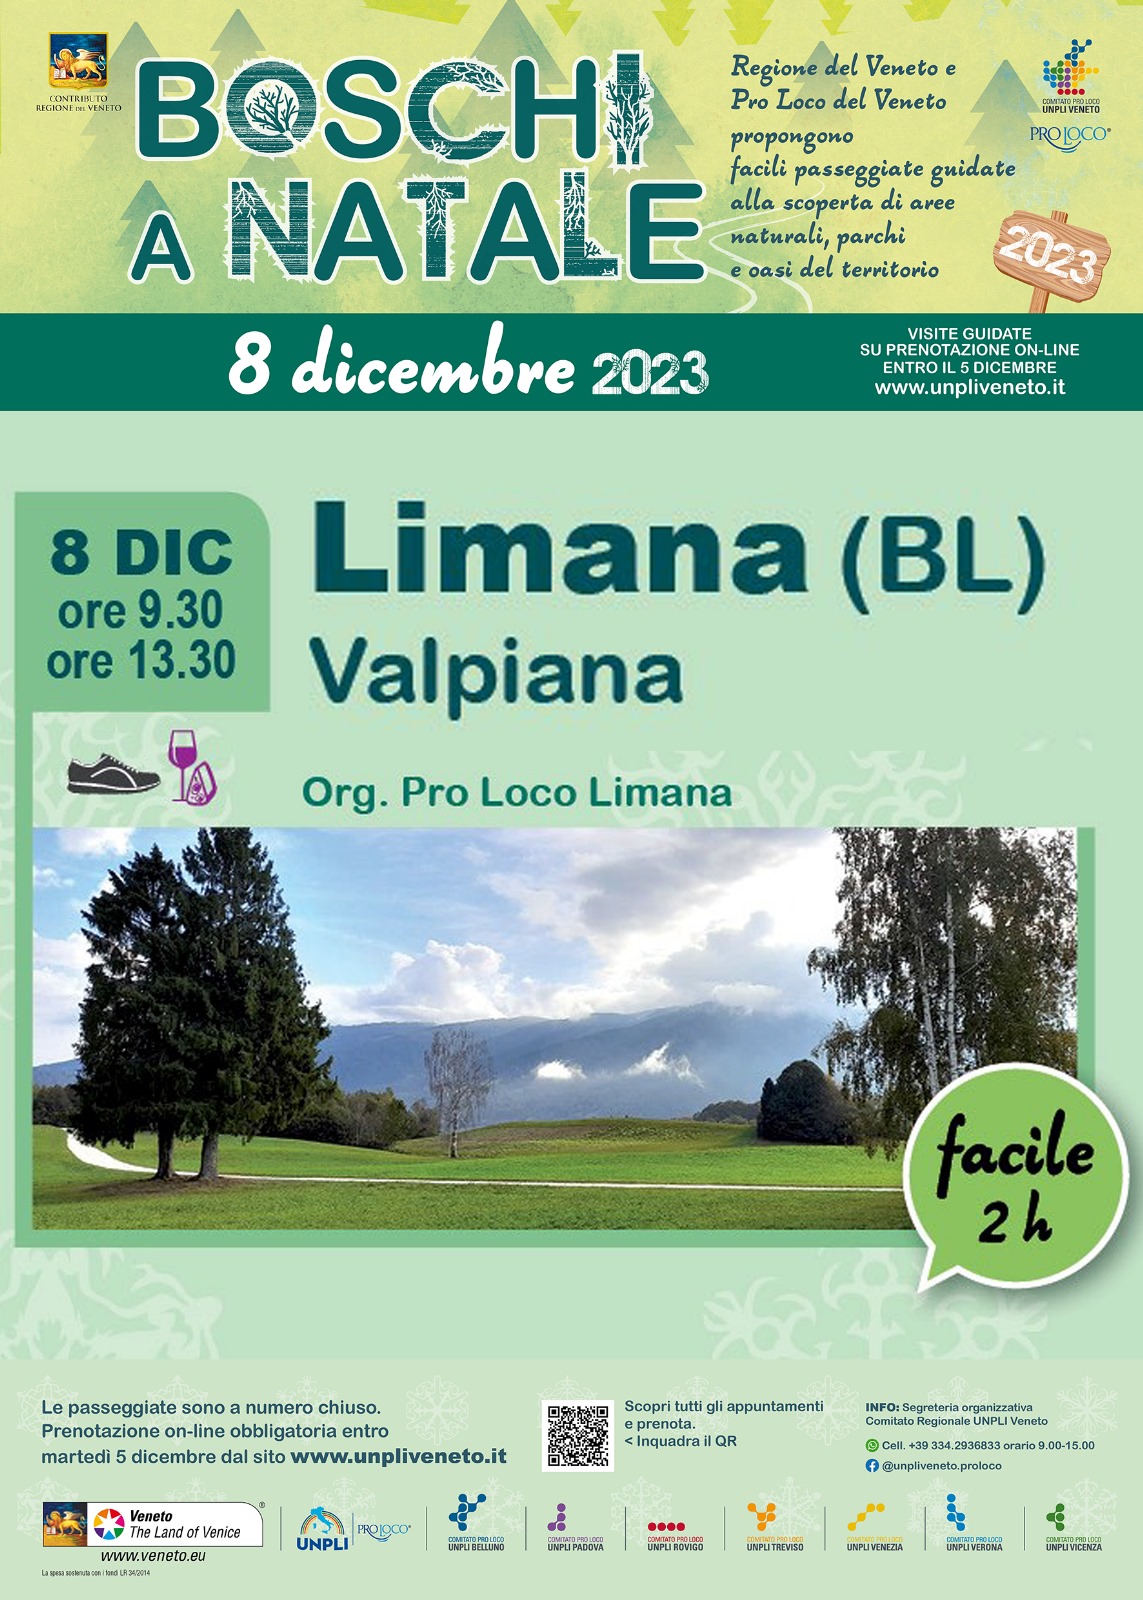 CONTRIBUTO
REGIONE DEL VENETO
BOSCHI
A NATALE
Regione del Veneto e
Pro Loco del Veneto
propongono
facili passeggiate guidate
alla scoperta di aree
naturali, parchi
e oasi del territorio
COMITATO PRO LOCO
UNPLI VENETO
PRO LOCO®
2023
8 dicembre 2023
VISITE GUIDATE
SU PRENOTAZIONE ON-LINE
ENTRO IL 5 DICEMBRE
www.unpliveneto.it
8 DIC
ore 9.30
ore 13.30
Limana (BL)
Valpiana
Org. Pro Loco Limana
facile
2 h
Le passeggiate sono a numero chiuso.
Prenotazione on-line obbligatoria entro
martedì 5 dicembre dal sito www.unpliveneto.it
Scopri tutti gli appuntamenti
e prenota.
< Inquadra il QR
INFO: Segreteria organizzativa
Comitato Regionale UNPLI Veneto
Cell. +39 334.2936833 orario 9.00-15.00
@unpliveneto.proloco
Veneto
The Land of Venice
®
www.veneto.eu
La spesa sostenuta con i fondi LR 34/2014
UNPLI
PRO LOCO®
COMITATO PRO LOCO
UNPLI BELLUNO
COMITATO PRO LOCO
UNPLI PADOVA
COMITATO PRO LOCO
UNPLI ROVIGO
COMITATO PRO LOCO
UNPLI TREVISO
COMITATO PRO LOCO
UNPLI VENEZIA
COMITATO PRO LOCO
UNPLI VERONA
COMITATO PRO LOCO
UNPLI VICENZA